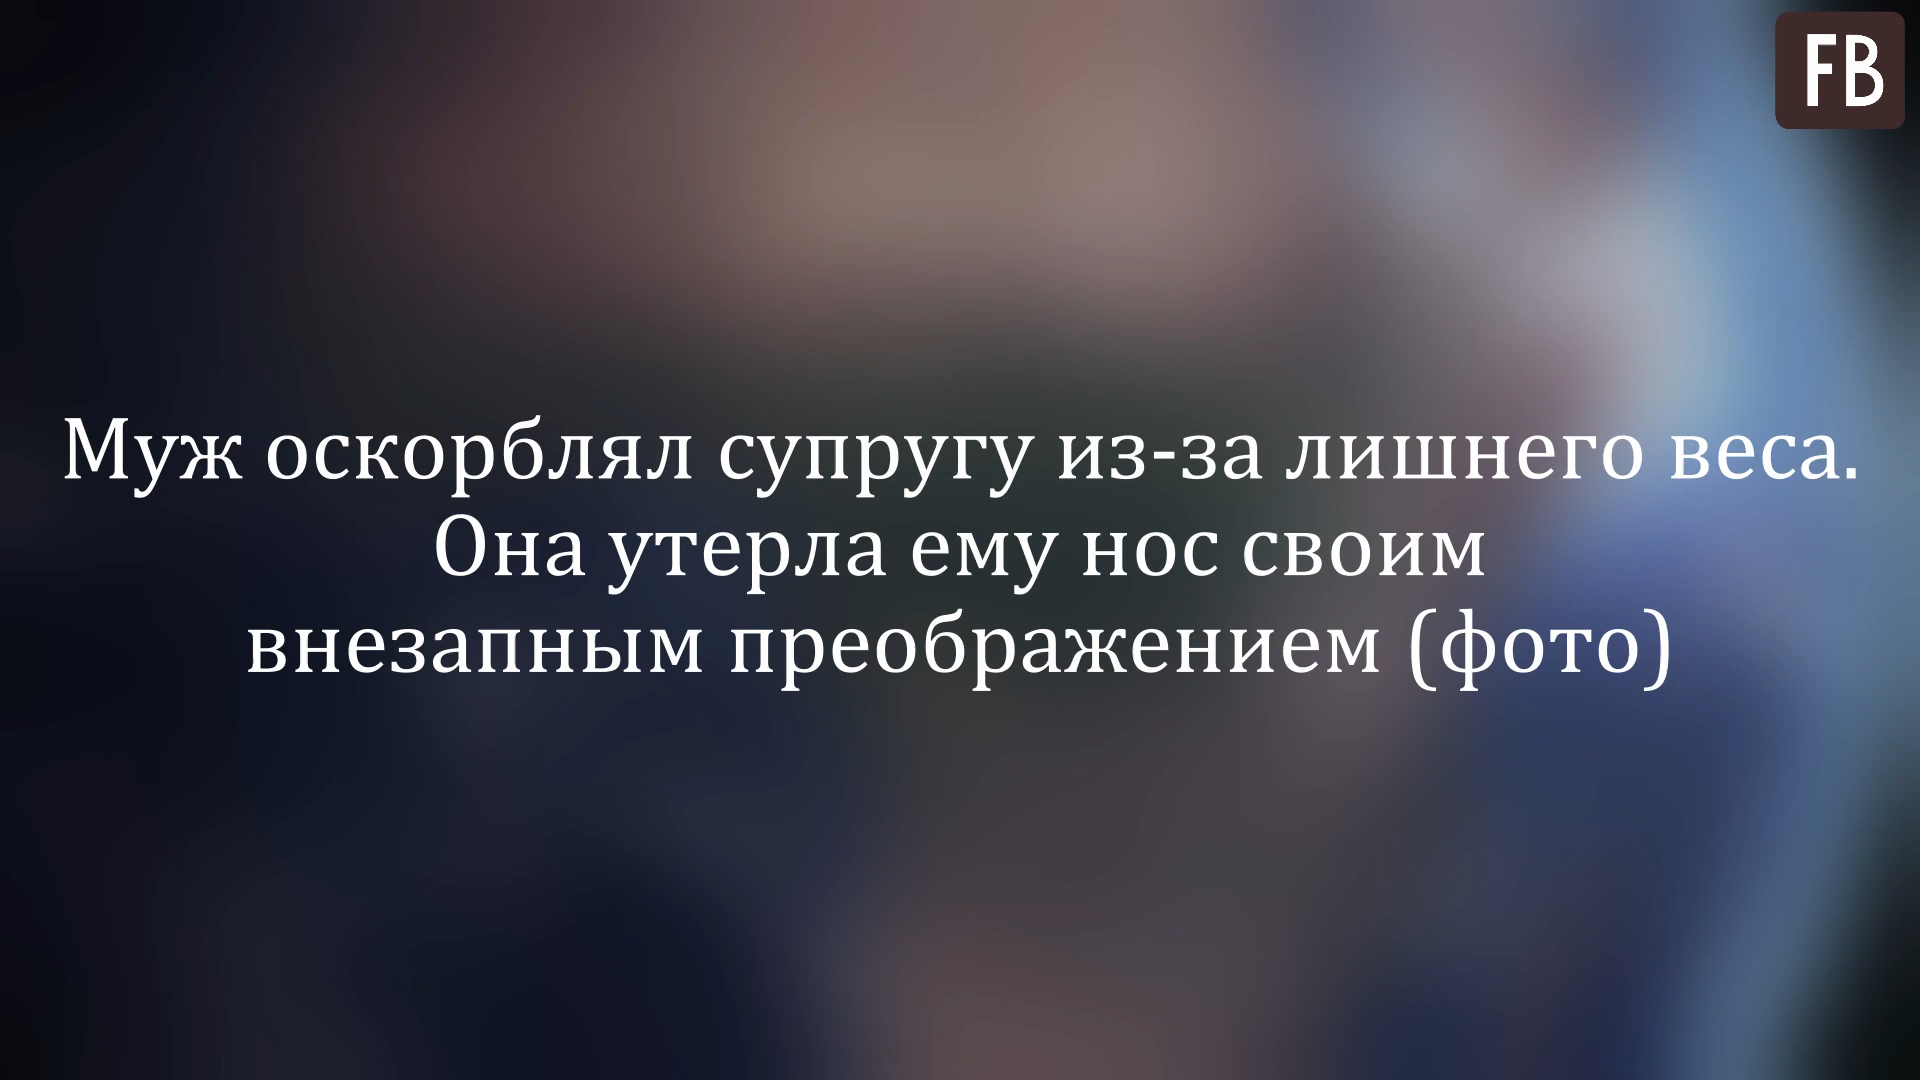 FB
Муж оскорблял супругу из-за лишнего веса.
Она утерла ему нос своим
внезапным преображением (фото)